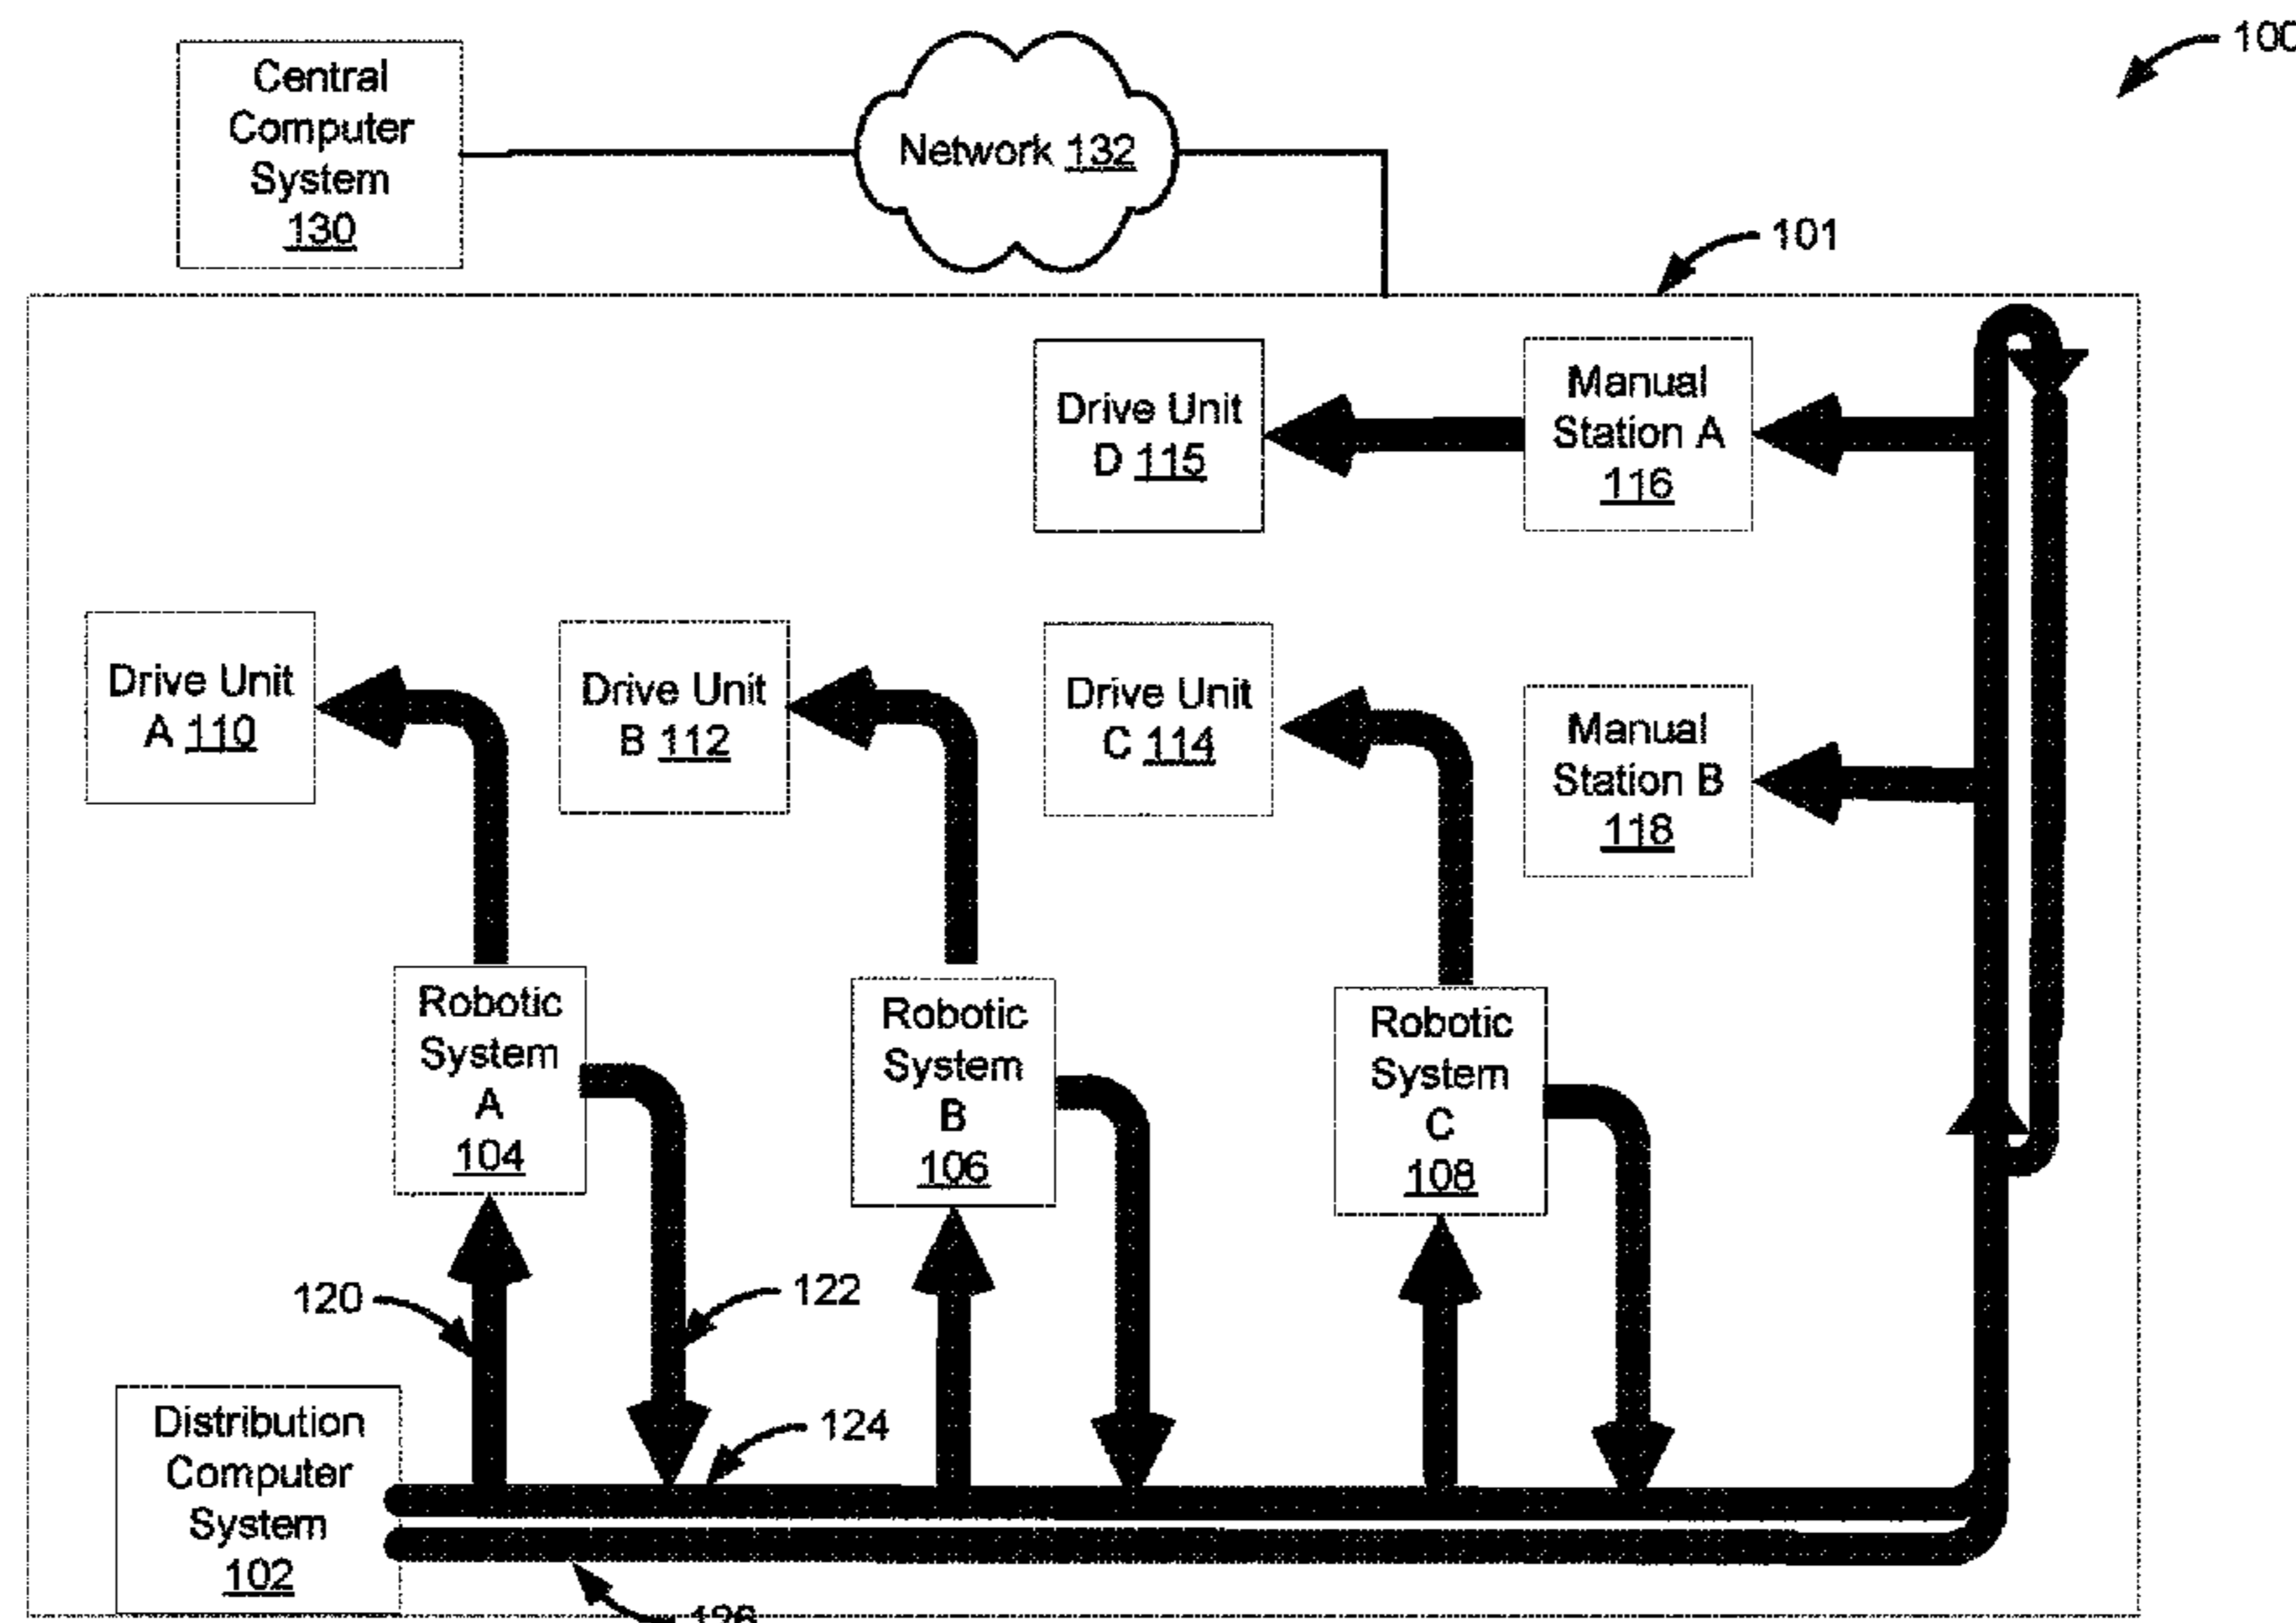 100
Central
Computer
System
130
Network 132
101
Drive Unit
D 115
Manual
Station A
116
Drive Unit
A 110
Drive Unit
B 112
Drive Unit
C 114
Manual
Station B
118
Robotic
System
A
104
Robotic
System
B
106
Robotic
System
C
108
120
122
124
Distribution
Computer
System
102
126